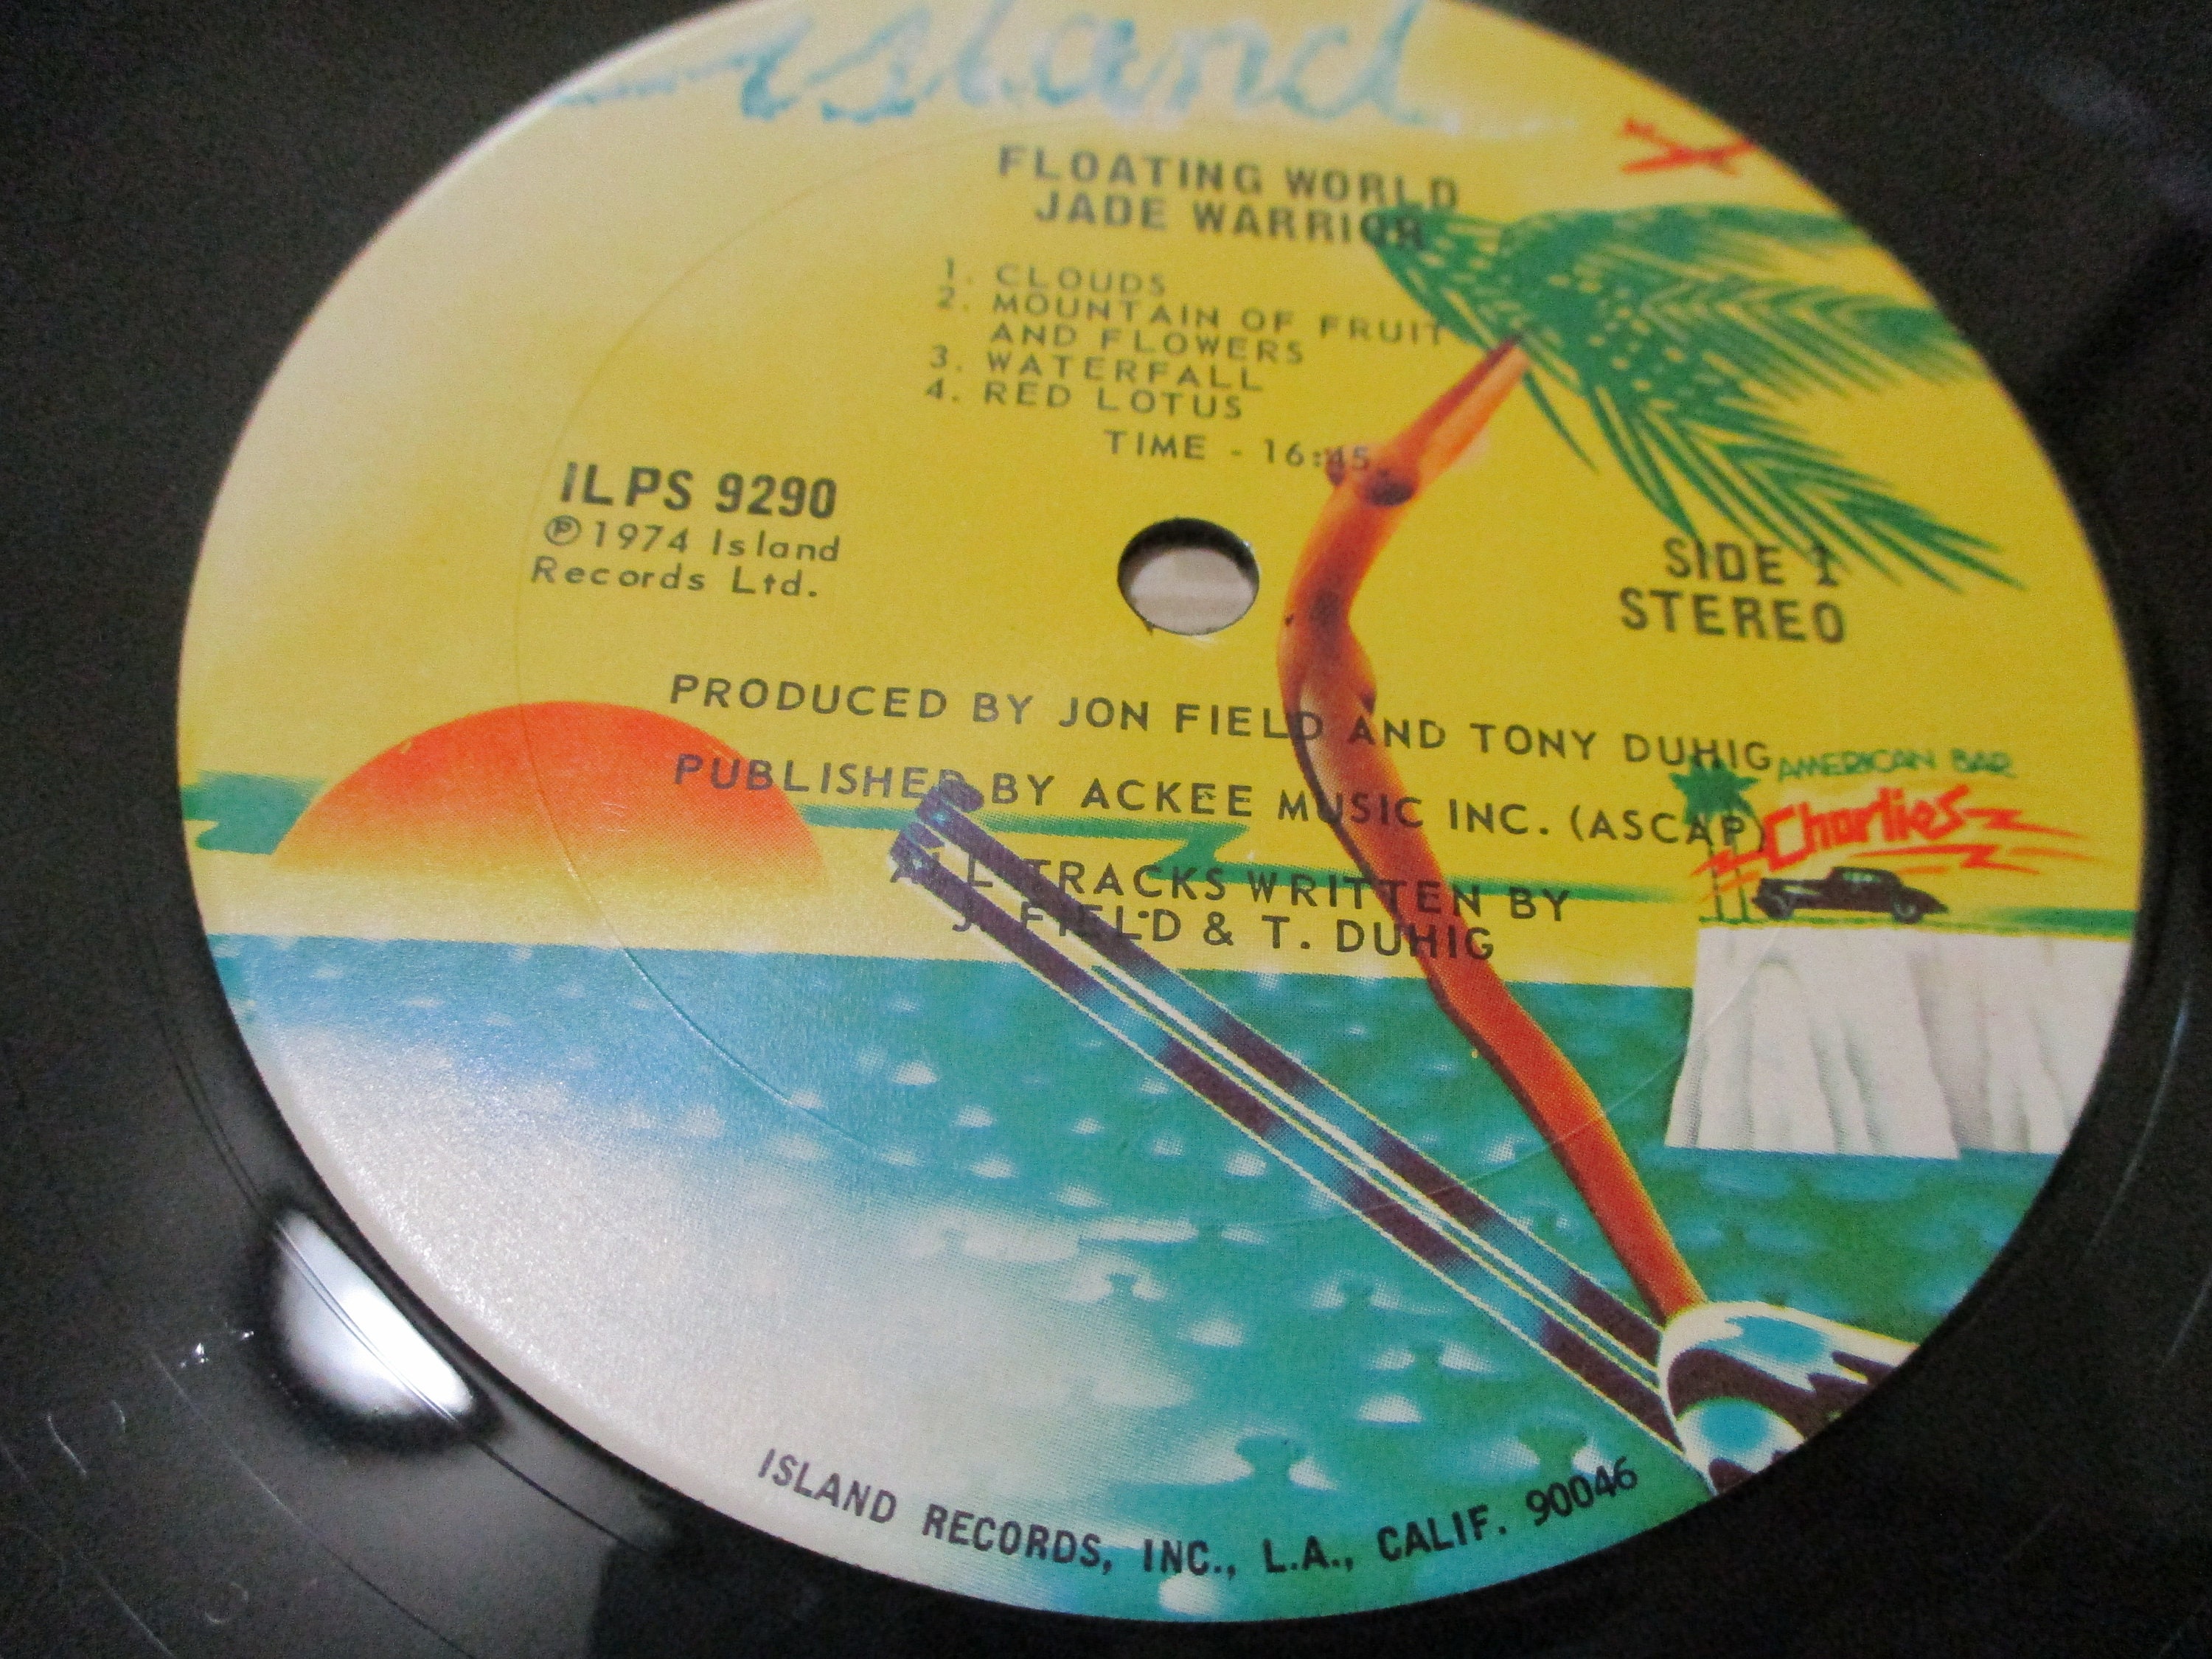 island
FLOATING WORLD
JADE WARRIOR
1. CLOUDS
2. MOUNTAIN OF FRUIT
AND FLOWERS
3. WATERFALL
4. RED LOTUS
TIME - 16:45
ILPS 9290
℗1974 Island
Records Ltd.
SIDE 1
STEREO
PRODUCED BY JON FIELD AND TONY DUHIG
PUBLISHED BY ACKEE MUSIC INC. (ASCAP)
AMERICAN BAR
Charlies
ALL TRACKS WRITTEN BY
J. FIELD & T. DUHIG
ISLAND RECORDS, INC., L.A., CALIF. 90046